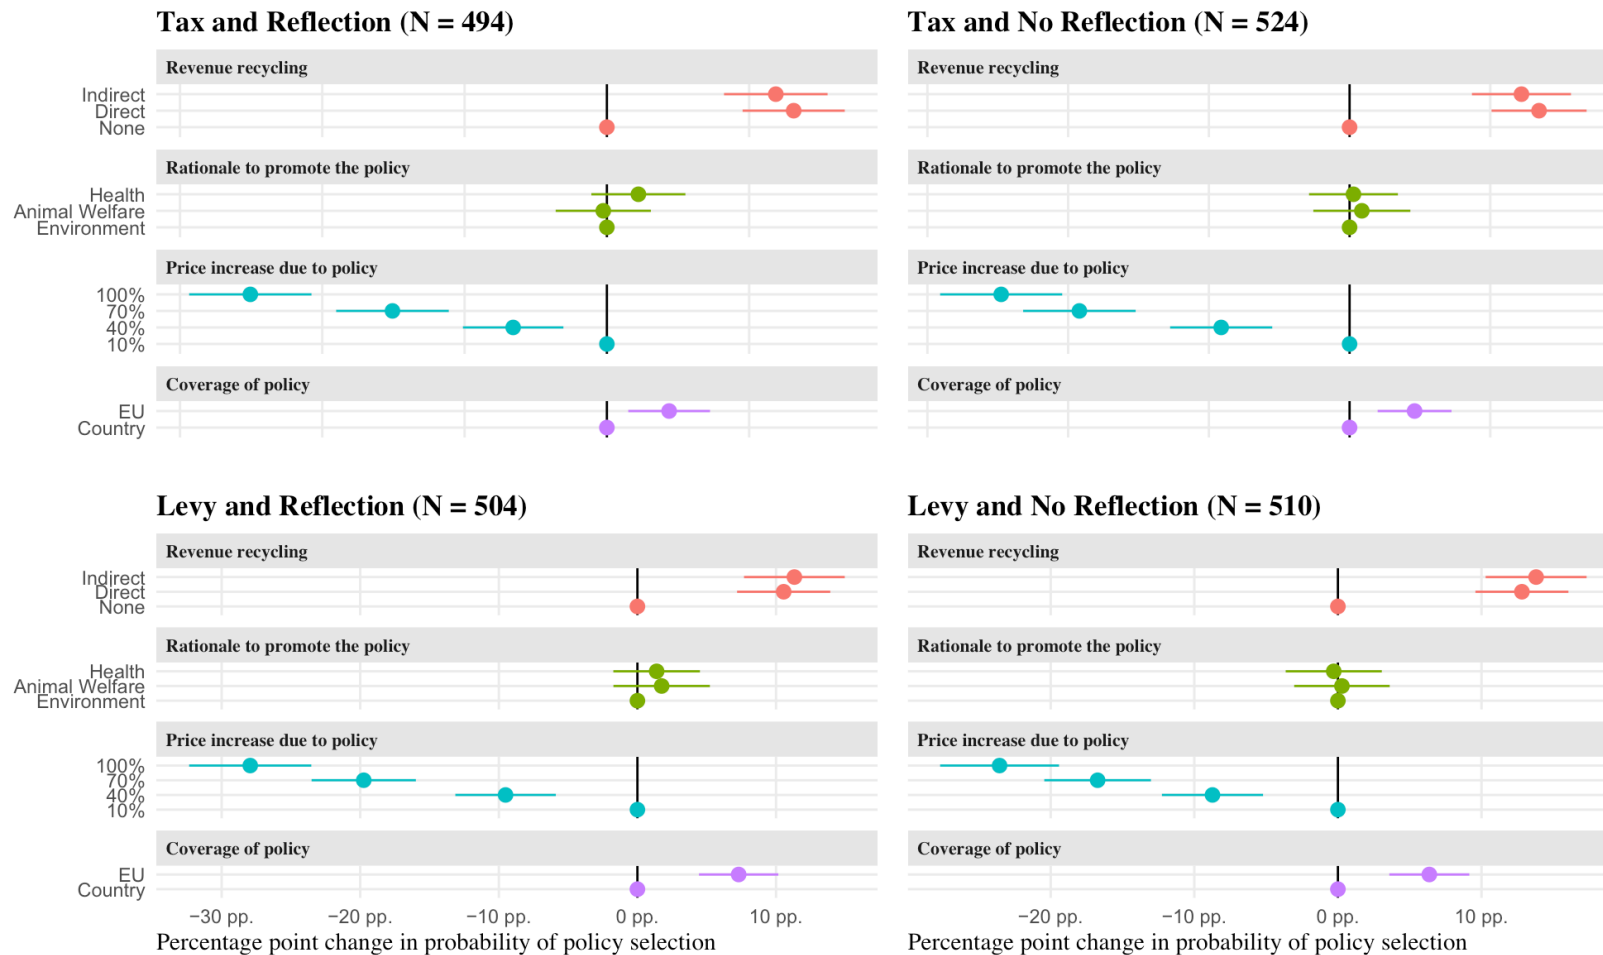 Tax and Reflection (N = 494)
Revenue recycling
Indirect
Direct
None
Rationale to promote the policy
Health
Animal Welfare
Environment
Price increase due to policy
100%
70%
40%
10%
Coverage of policy
EU
Country
Tax and No Reflection (N = 524)
Revenue recycling
Rationale to promote the policy
Price increase due to policy
Coverage of policy
Levy and Reflection (N = 504)
Revenue recycling
Indirect
Direct
None
Rationale to promote the policy
Health
Animal Welfare
Environment
Price increase due to policy
100%
70%
40%
10%
Coverage of policy
EU
Country
−30 pp. −20 pp. −10 pp. 0 pp. 10 pp.
Percentage point change in probability of policy selection
Levy and No Reflection (N = 510)
Revenue recycling
Rationale to promote the policy
Price increase due to policy
Coverage of policy
−20 pp. −10 pp. 0 pp. 10 pp.
Percentage point change in probability of policy selection